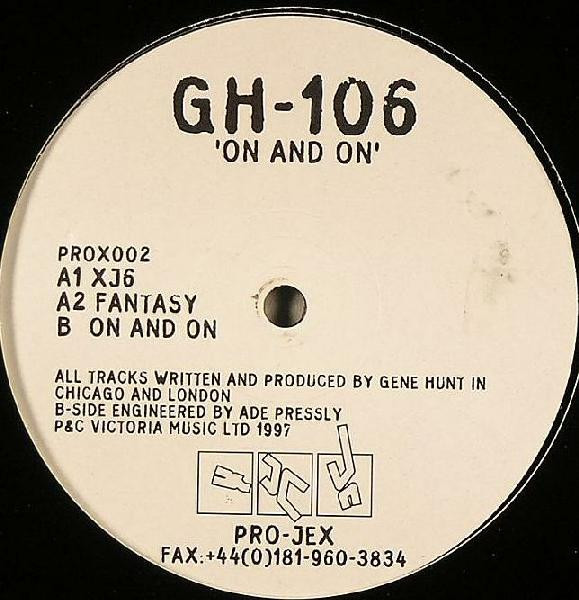 GH-106
'ON AND ON'
PROX002
A1 XJ6
A2 FANTASY
B ON AND ON
ALL TRACKS WRITTEN AND PRODUCED BY GENE HUNT IN
CHICAGO AND LONDON
B-SIDE ENGINEERED BY ADE PRESSLY
P&C VICTORIA MUSIC LTD 1997
PRO-JEX
FAX:+44(0)181-960-3834